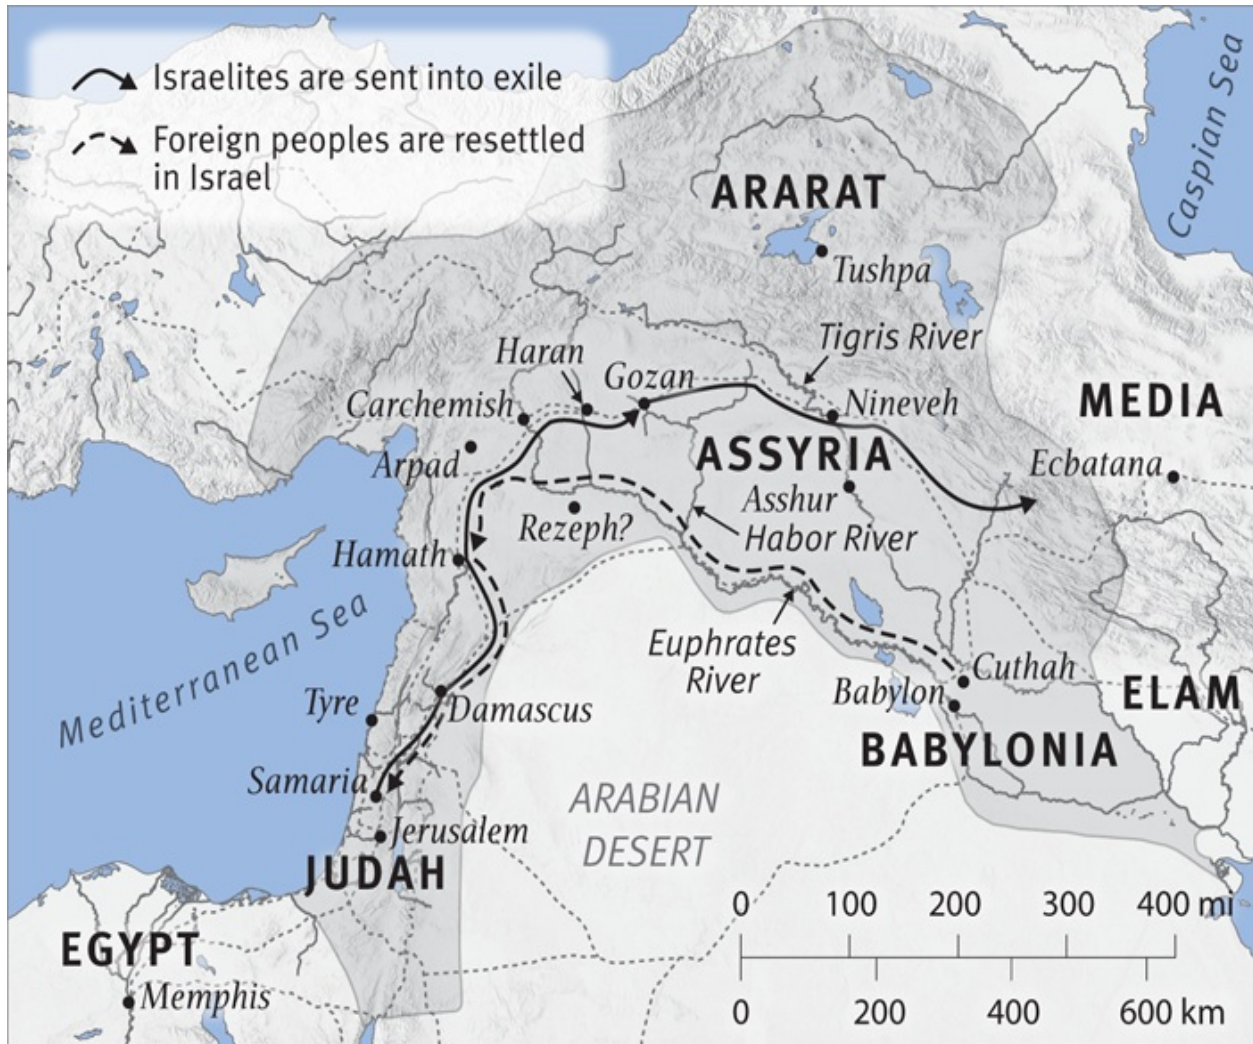 Israelites are sent into exile
Foreign peoples are resettled
in Israel
Caspian Sea
ARARAT
Tushpa
Tigris River
Haran
Gozan
Carchemish
Nineveh
MEDIA
Arpad
ASSYRIA
Ecbatana
Asshur
Rezeph?
Habor River
Hamath
Mediterranean Sea
Euphrates
River
Cuthah
Babylon
ELAM
Tyre
Damascus
BABYLONIA
Samaria
ARABIAN
DESERT
Jerusalem
JUDAH
0 100 200 300 400 mi
EGYPT
Memphis
0 200 400 600 km